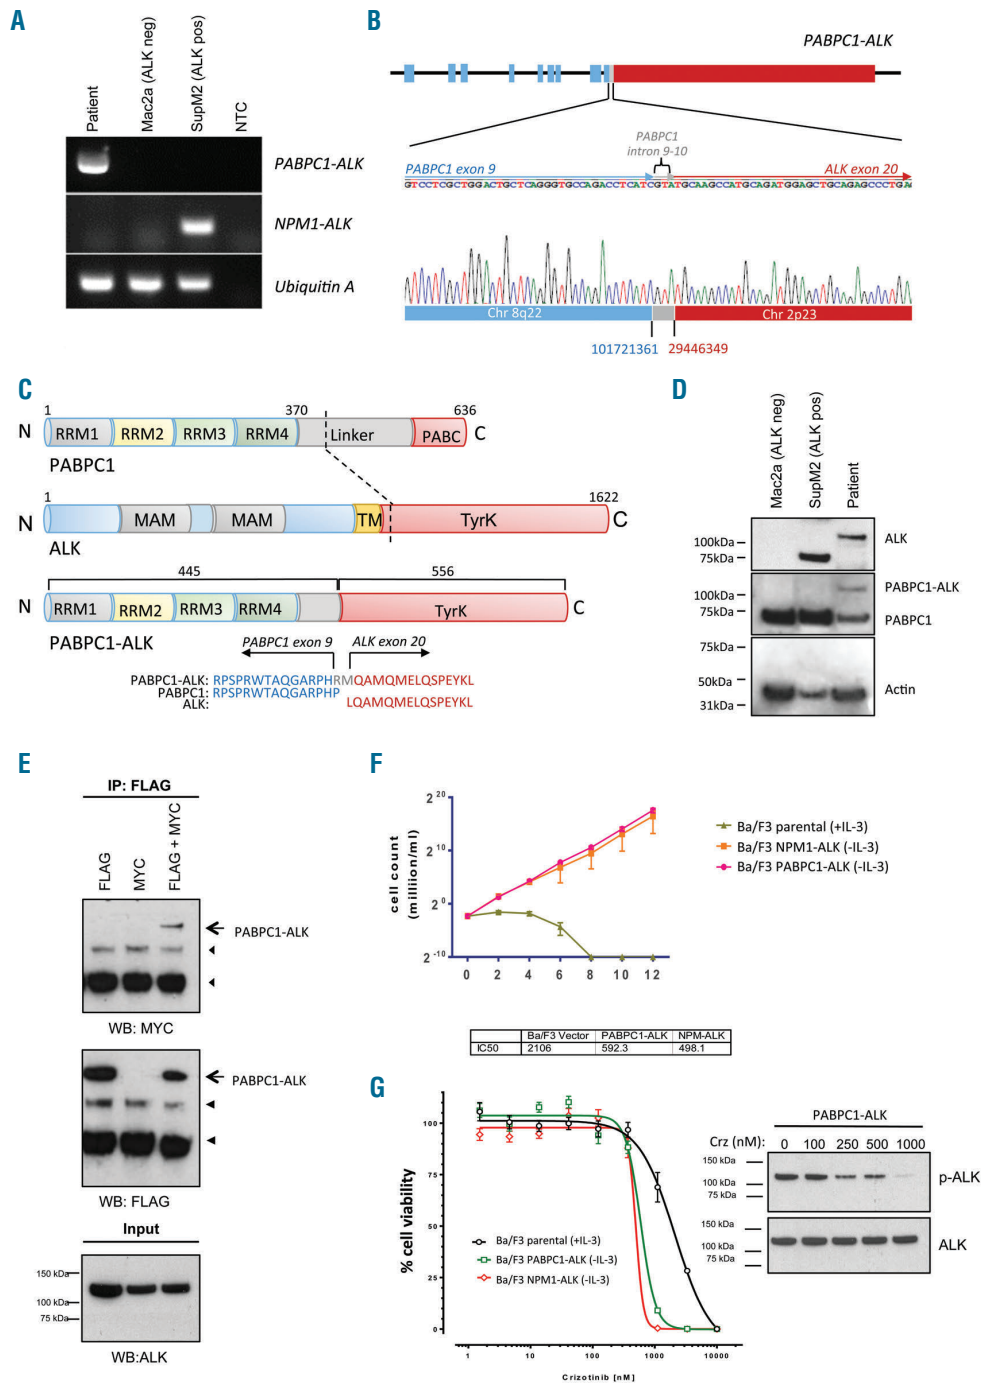 A
Patient
Mac2a (ALK neg)
SupM2 (ALK pos)
NTC
PABPC1-ALK
NPM1-ALK
Ubiquitin A
B
PABPC1-ALK
PABPC1
intron 9-10
PABPC1 exon 9
ALK exon 20
GTCCTCGCTGGACTGCTCAGGGTGCCAGACCTCATCGTATGCAAGCCATGCAGATGGAGCTGCAGAGCCCTGA
Chr 8q22
Chr 2p23
101721361
29446349
C
1
370
636
N
RRM1
RRM2
RRM3
RRM4
Linker
PABC
C
PABPC1
1
1622
N
MAM
MAM
TM
TyrK
C
ALK
445
556
N
RRM1
RRM2
RRM3
RRM4
TyrK
C
PABPC1-ALK
PABPC1 exon 9
ALK exon 20
PABPC1-ALK: RPSPRWTAQGARPHRMQAMQMELQSPEYKL
PABPC1: RPSPRWTAQGARPHP
ALK: LQAMQMELQSPEYKL
D
Mac2a (ALK neg)
SupM2 (ALK pos)
Patient
100kDa
75kDa
ALK
100kDa
75kDa
PABPC1-ALK
PABPC1
75kDa
50kDa
31kDa
Actin
E
IP: FLAG
FLAG
MYC
FLAG + MYC
PABPC1-ALK
WB: MYC
PABPC1-ALK
WB: FLAG
Input
150 kDa
100 kDa
75 kDa
WB:ALK
F
cell count
(milliion/ml)
2 20
2 10
2 0
2 -10
0 2 4 6 8 10 12
Ba/F3 parental (+IL-3)
Ba/F3 NPM1-ALK (-IL-3)
Ba/F3 PABPC1-ALK (-IL-3)
Ba/F3 Vector PABPC1-ALK NPM-ALK
IC50 2106 592.3 498.1
G
% cell viability
100
75
50
25
0
1 10 100 1000 10000
Crizotinib [nM]
Ba/F3 parental (+IL-3)
Ba/F3 PABPC1-ALK (-IL-3)
Ba/F3 NPM1-ALK (-IL-3)
PABPC1-ALK
Crz (nM): 0 100 250 500 1000
150 kDa
100 kDa
75 kDa
p-ALK
150 kDa
100 kDa
75 kDa
ALK